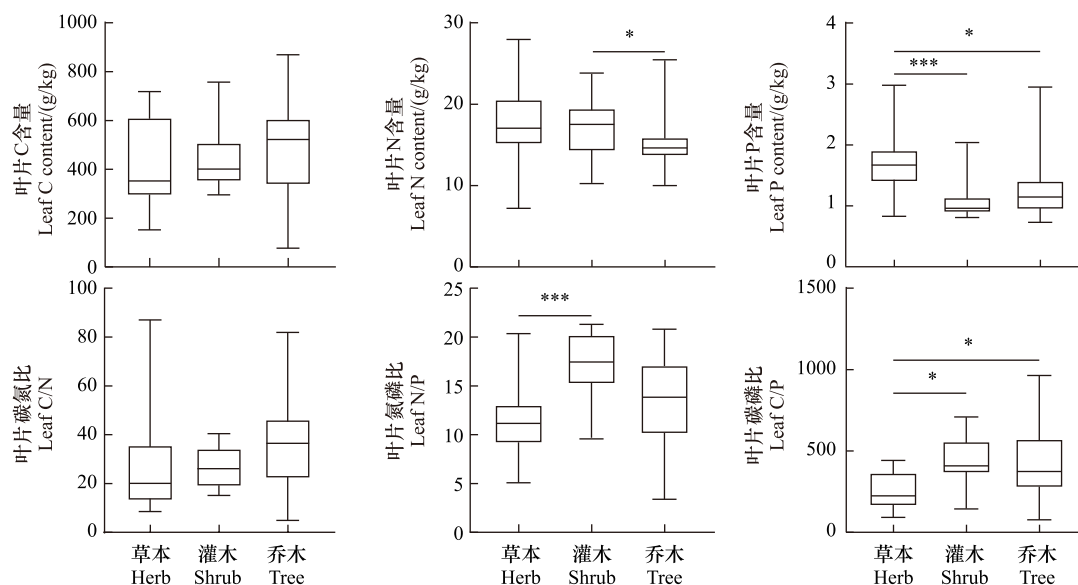 1000
800
600
400
200
0
叶片C含量
Leaf C content/(g/kg)
30
20
10
0
叶片N含量
Leaf N content/(g/kg)
*
4
3
2
1
0
叶片P含量
Leaf P content/(g/kg)
*
***
100
80
60
40
20
0
叶片碳氮比
Leaf C/N
草本 灌木 乔木
Herb Shrub Tree
25
20
15
10
5
0
叶片氮磷比
Leaf N/P
***
草本 灌木 乔木
Herb Shrub Tree
1500
1000
500
0
叶片碳磷比
Leaf C/P
*
*
草本 灌木 乔木
Herb Shrub Tree